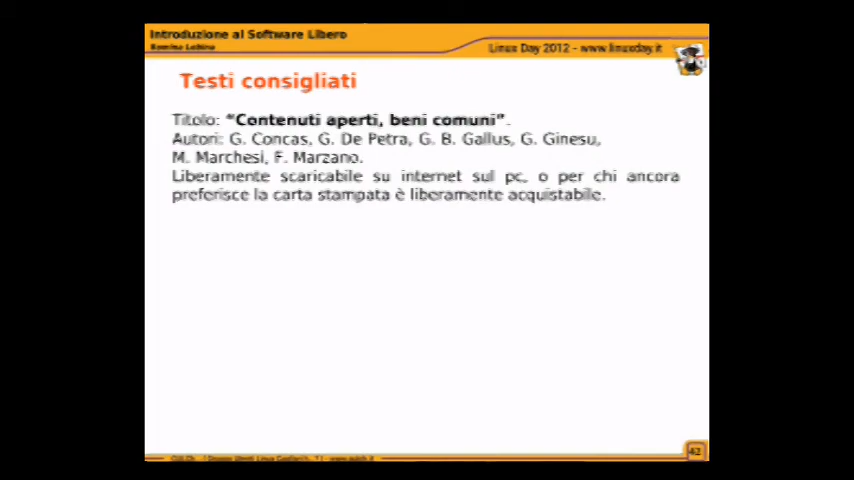 Introduzione al Software Libero
Linux Day 2012 - www.linuxday.it
Testi consigliati
Titolo: “Contenuti aperti, beni comuni”.
Autori: G. Concas, G. De Petra, G. B. Gallus, G. Ginesu,
M. Marchesi, F. Marzano.
Liberamente scaricabile su internet sul pc, o per chi ancora
preferisce la carta stampata è liberamente acquistabile.
42